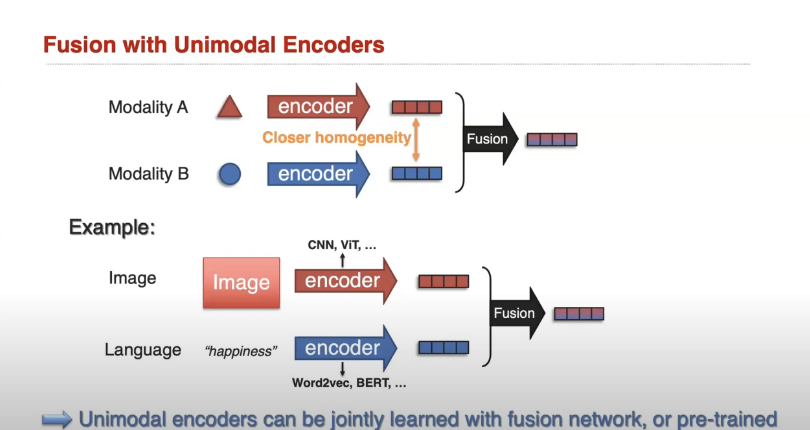 Fusion with Unimodal Encoders
Modality A
encoder
Closer homogeneity
Fusion
Modality B
encoder
Example:
CNN, ViT, ...
Image
Image
encoder
Fusion
Language
"happiness"
encoder
Word2vec, BERT, ...
Unimodal encoders can be jointly learned with fusion network, or pre-trained